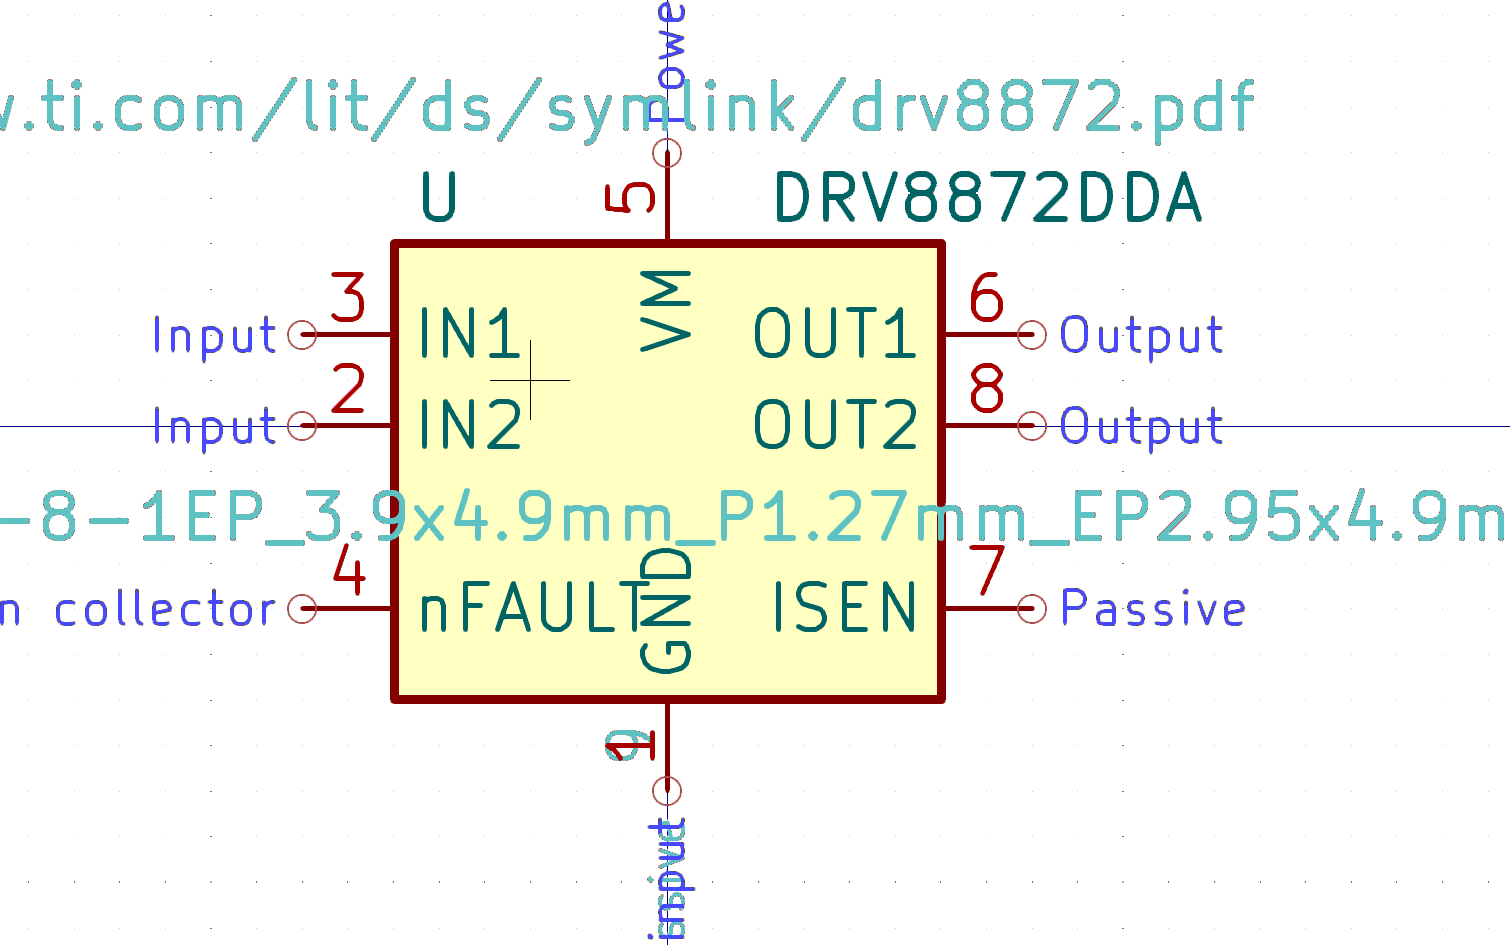 Powe
w.ti.com/lit/ds/symlink/drv8872.pdf
U
5
DRV8872DDA
3
VM
6
Input
IN1
OUT1
Output
2
8
Input
IN2
OUT2
Output
-8-1EP_3.9x4.9mm_P1.27mm_EP2.95x4.9m
4
7
n collector
nFAULT
GND
ISEN
Passive
1
9
input